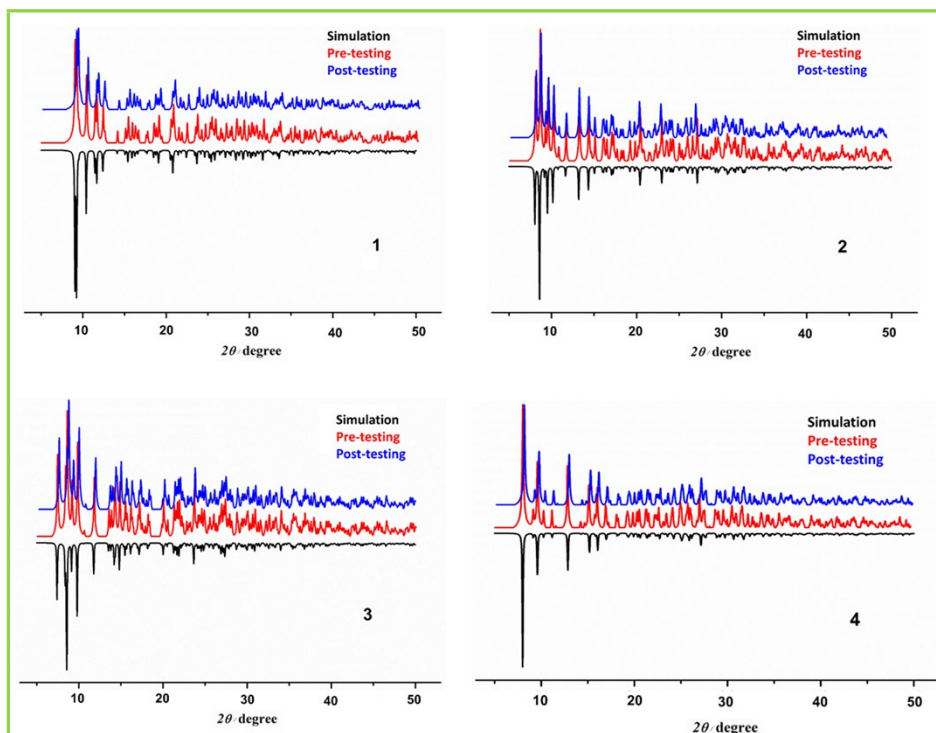 Simulation
Pre-testing
Post-testing
1
10 20 30 40 50
2θ/degree
Simulation
Pre-testing
Post-testing
2
10 20 30 40 50
2θ/degree
Simulation
Pre-testing
Post-testing
3
10 20 30 40 50
2θ/degree
Simulation
Pre-testing
Post-testing
4
10 20 30 40 50
2θ/degree